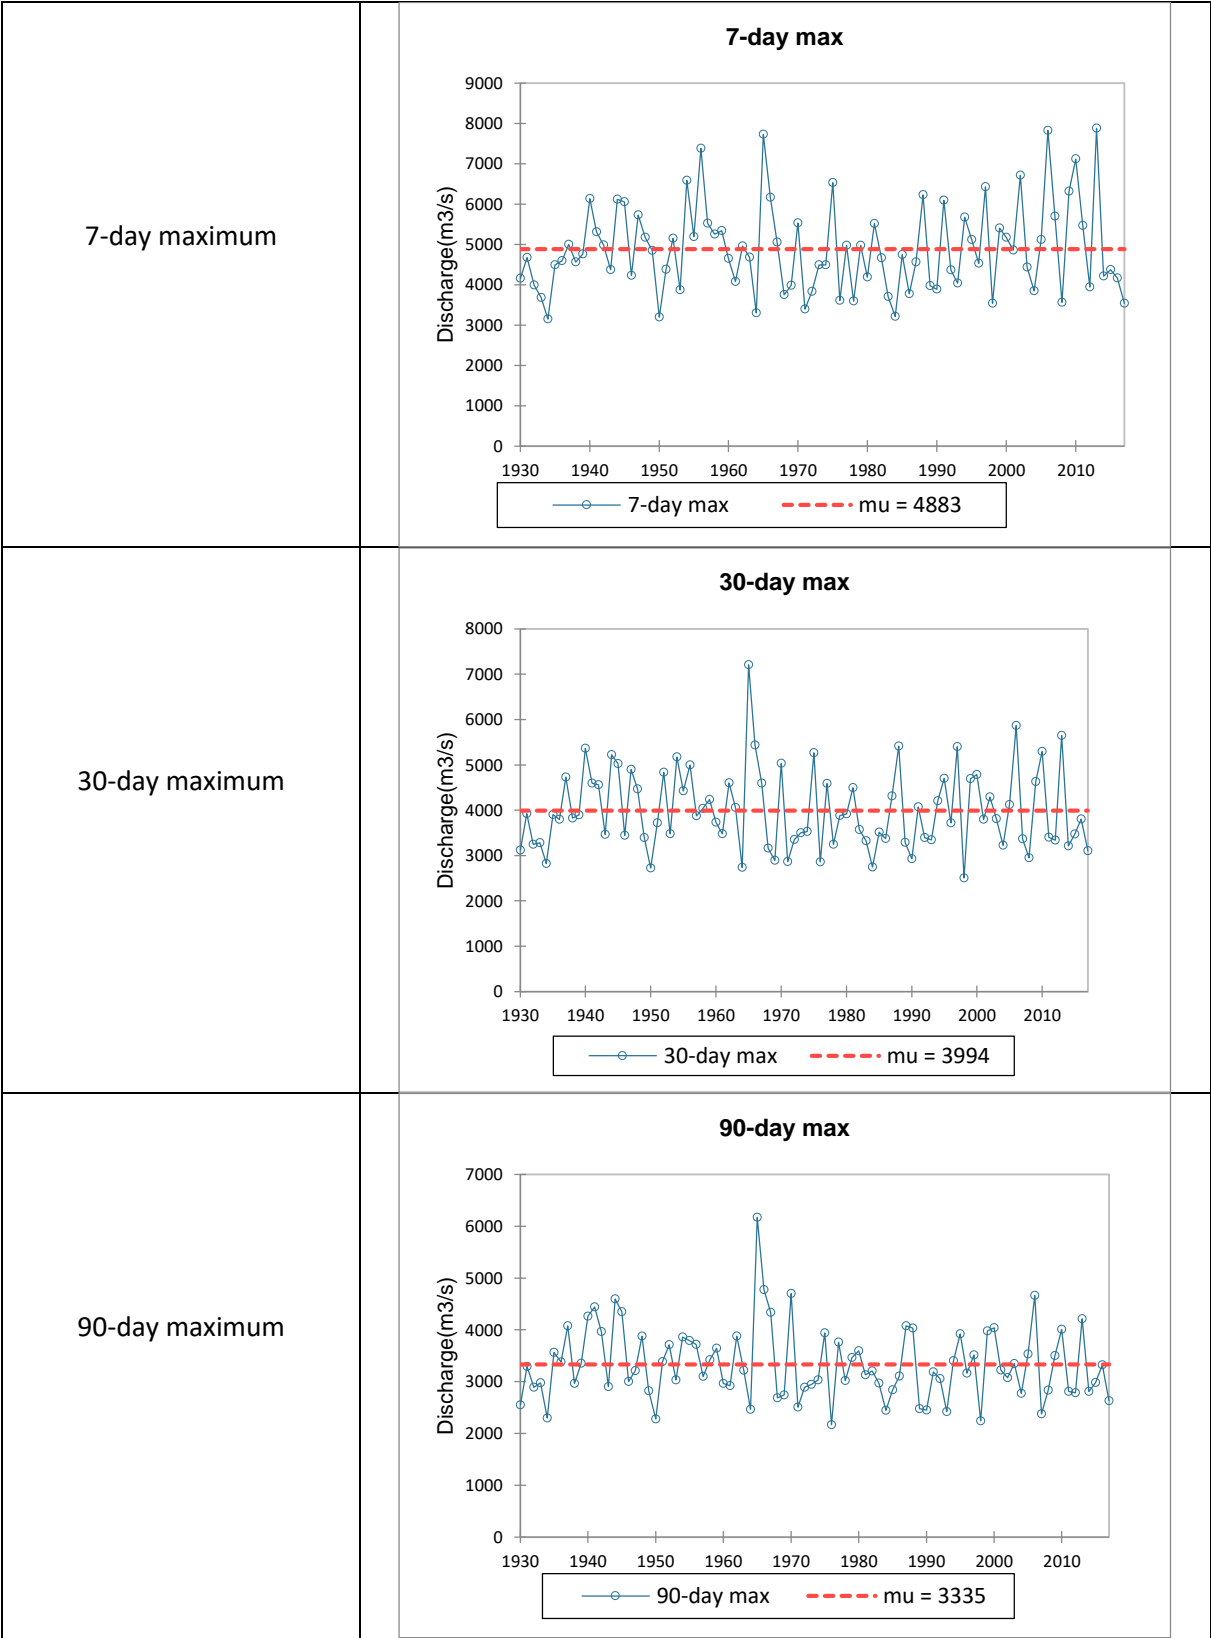 7-day maximum
7-day max
Discharge(m3/s)
9000
8000
7000
6000
5000
4000
3000
2000
1000
0
1930 1940 1950 1960 1970 1980 1990 2000 2010
7-day max mu = 4883
30-day maximum
30-day max
Discharge(m3/s)
8000
7000
6000
5000
4000
3000
2000
1000
0
1930 1940 1950 1960 1970 1980 1990 2000 2010
30-day max mu = 3994
90-day maximum
90-day max
Discharge(m3/s)
7000
6000
5000
4000
3000
2000
1000
0
1930 1940 1950 1960 1970 1980 1990 2000 2010
90-day max mu = 3335